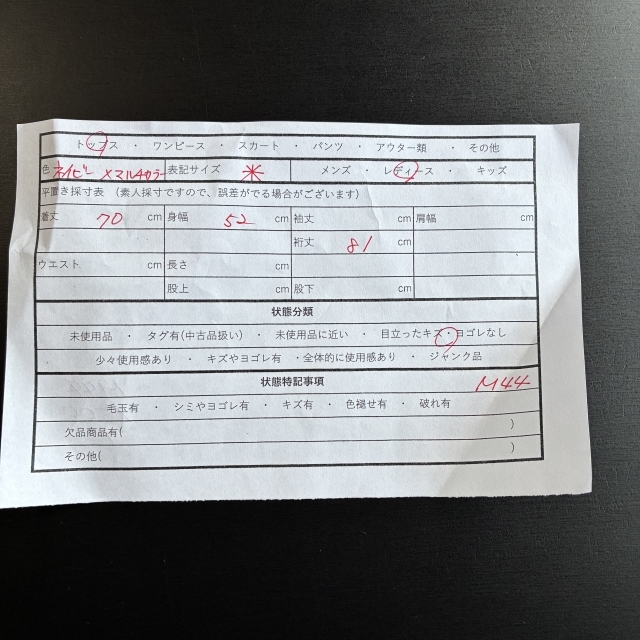 トップス ・ ワンピース ・ スカート ・ パンツ ・ アウター類 ・ その他
色 ネイビー×マルチカラー 表記サイズ * メンズ ・ レディース ・ キッズ
平置き採寸表 (素人採寸ですので、誤差がでる場合がございます)
着丈 70 cm 身幅 52 cm 袖丈 cm 肩幅 cm
裄丈 81 cm
ウエスト cm 長さ cm
股上 cm 股下 cm
状態分類
未使用品 ・ タグ有(中古品扱い) ・ 未使用品に近い ・ 目立ったキズ・ヨゴレなし
少々使用感あり ・ キズやヨゴレ有 ・全体的に使用感あり ・ ジャンク品
状態特記事項 M44
毛玉有 ・ シミやヨゴレ有 ・ キズ有 ・ 色褪せ有 ・ 破れ有
欠品商品有( )
その他( )